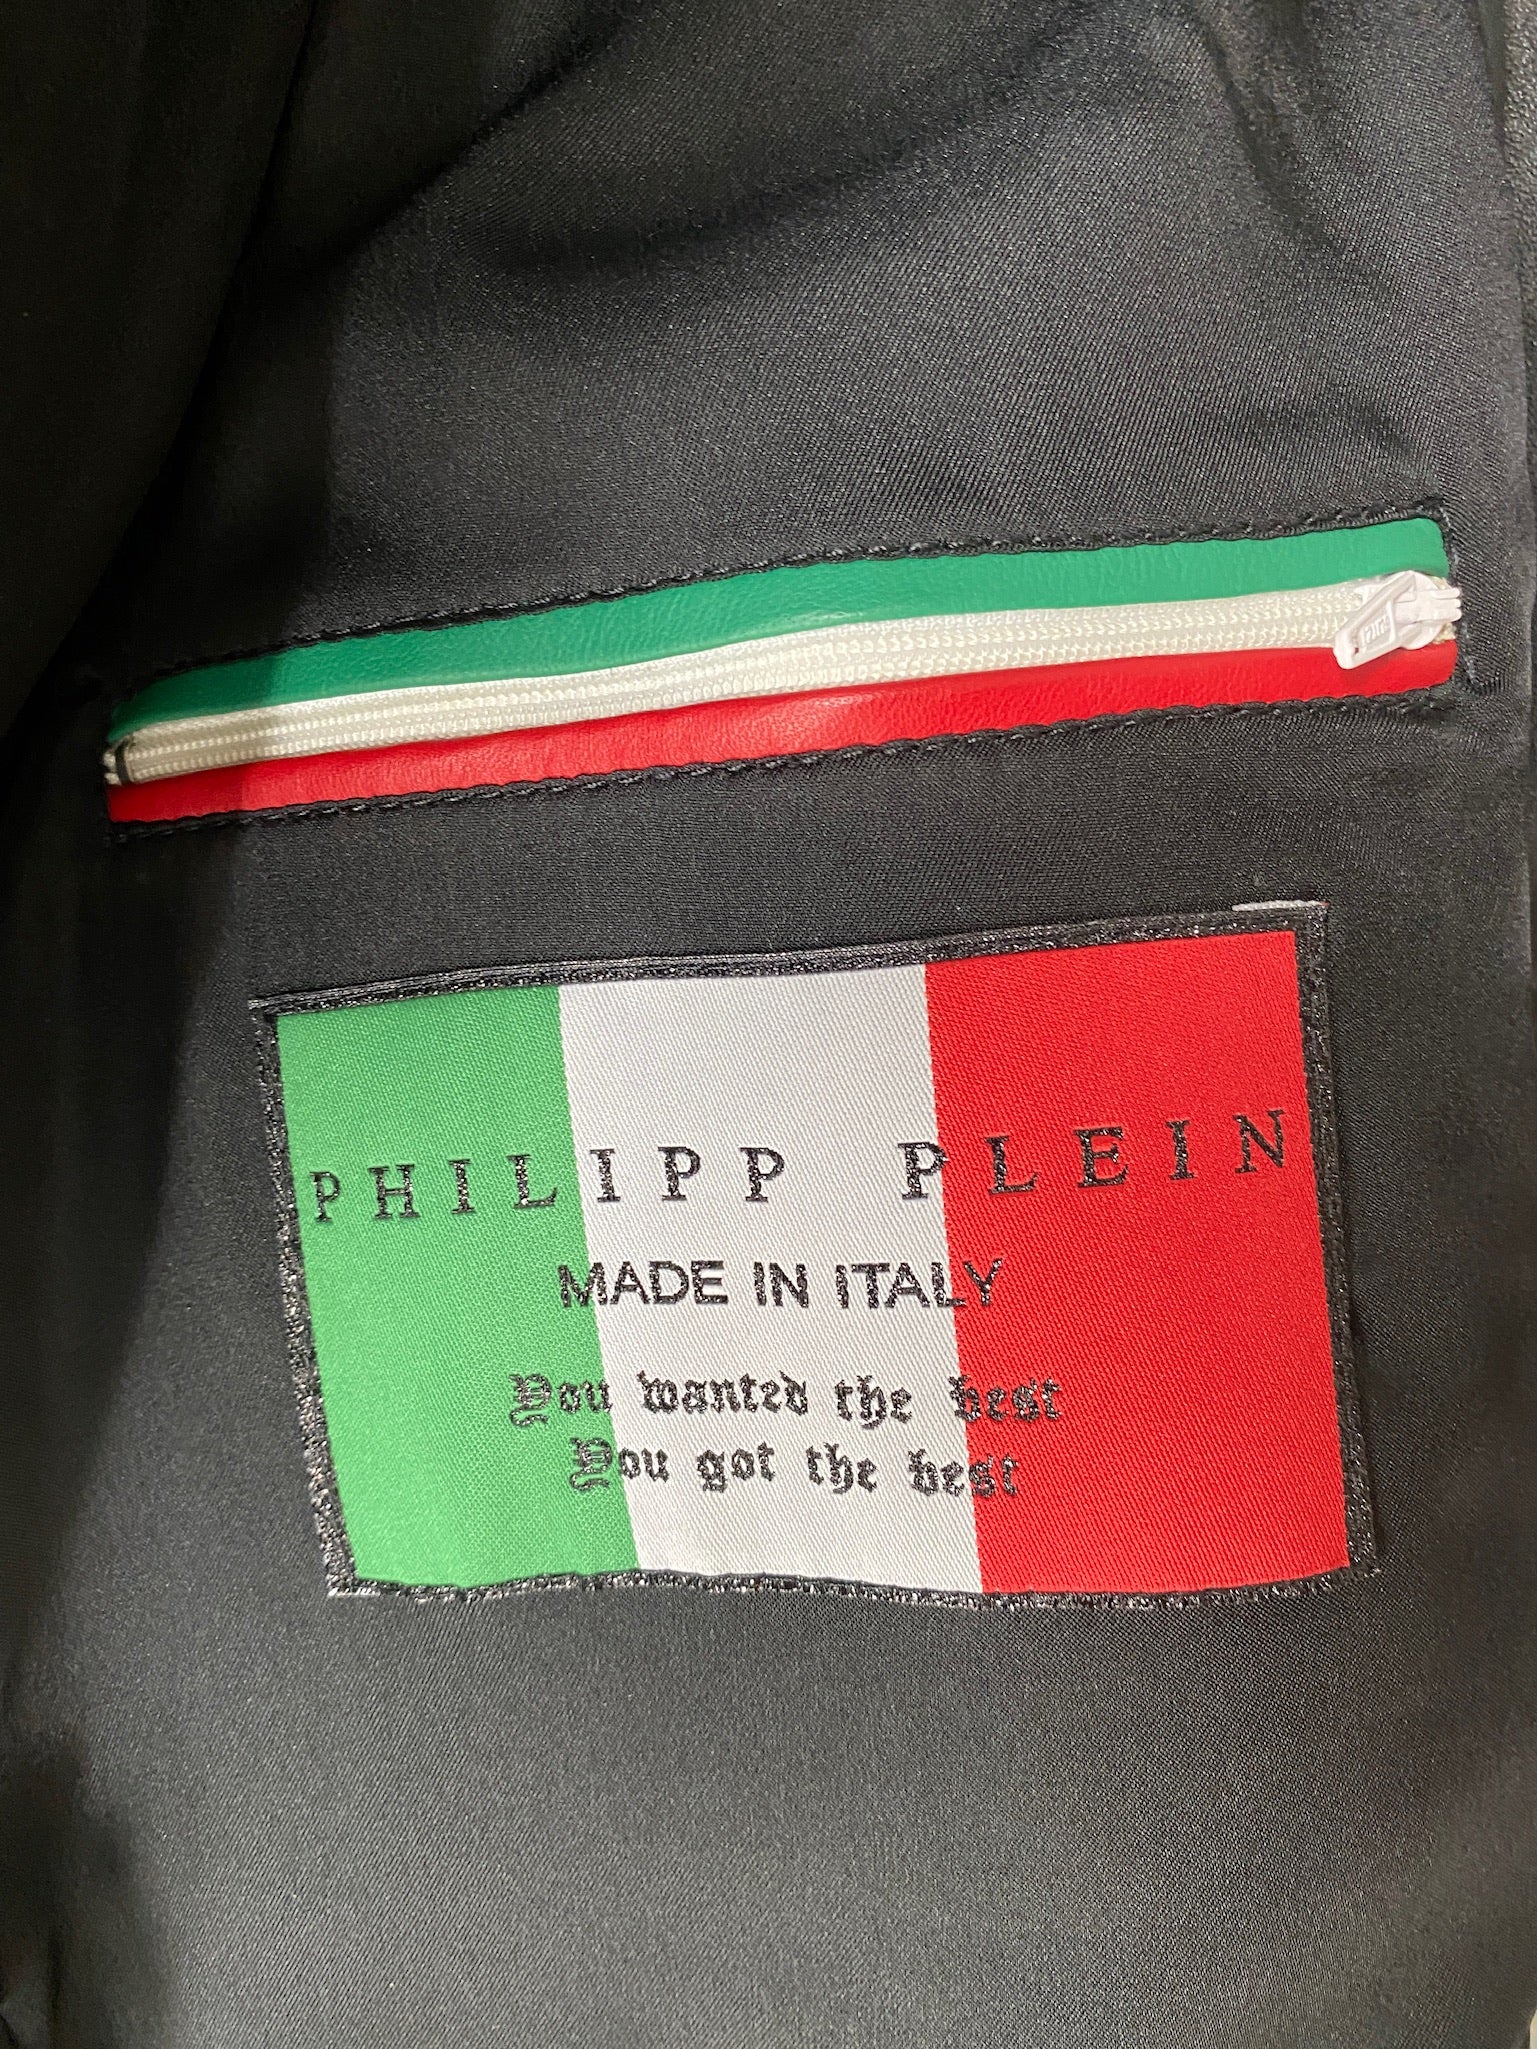 PHILIPP PLEIN
MADE IN ITALY
You wanted the best
You got the best